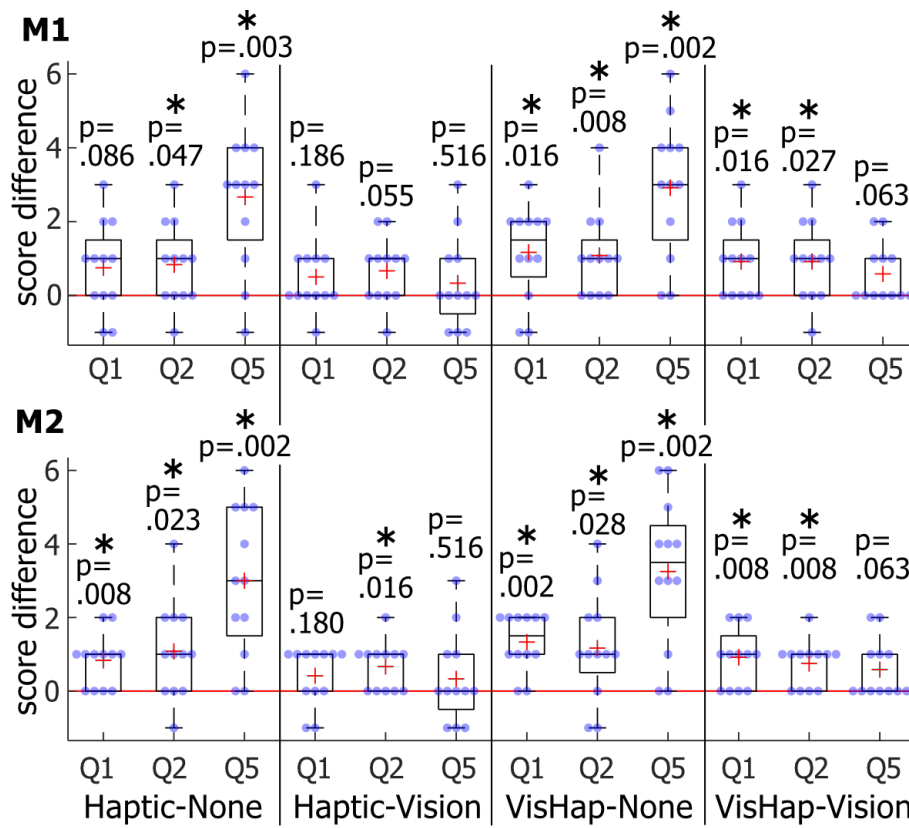 M1
* p=.003
* p=.002
p= .086
* p= .047
p= .186
p= .055
p= .516
* p= .016
* p= .008
* p= .016
* p= .027
p= .063
score difference
6
4
2
0
Q1 Q2 Q5 Q1 Q2 Q5 Q1 Q2 Q5 Q1 Q2 Q5
M2
* p=.002
* p=.002
* p= .008
* p= .023
p= .180
* p= .016
p= .516
* p= .002
* p= .028
* p= .008
* p= .008
p= .063
score difference
6
4
2
0
Q1 Q2 Q5 Q1 Q2 Q5 Q1 Q2 Q5 Q1 Q2 Q5
Haptic-None Haptic-Vision VisHap-None VisHap-Vision